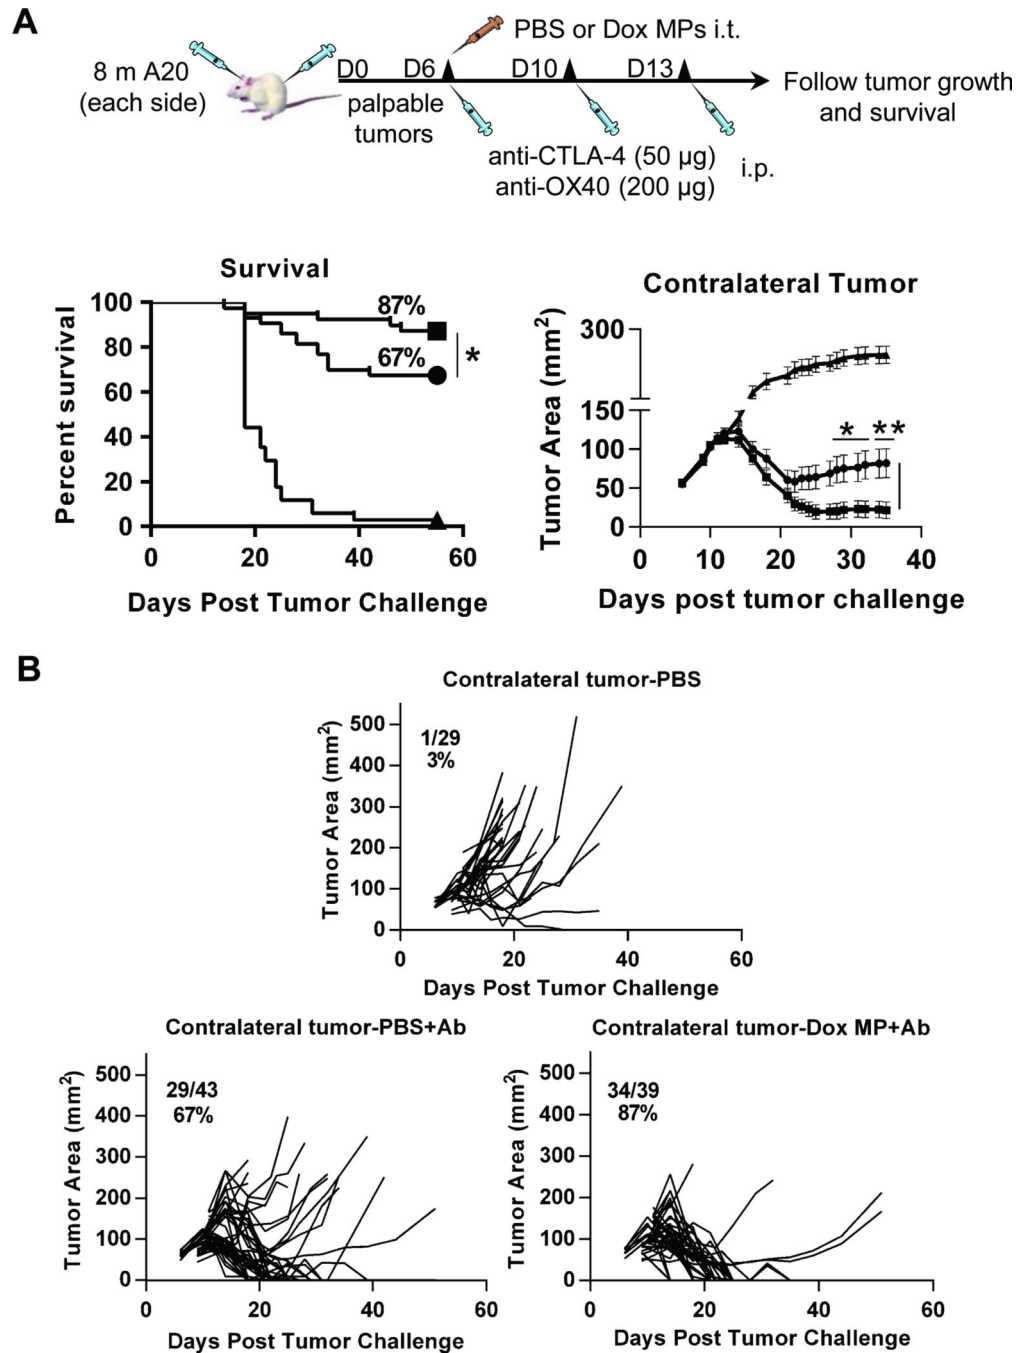 A
PBS or Dox MPs i.t.
8 m A20
(each side)
D0 D6 D10 D13
palpable
tumors
Follow tumor growth
and survival
anti-CTLA-4 (50 µg)
anti-OX40 (200 µg)
i.p.
Survival
Percent survival
100
80
60
40
20
0
87%
67%
*
0 20 40 60
Days Post Tumor Challenge
Contralateral Tumor
Tumor Area (mm²)
300
150
100
50
0
* **
0 10 20 30 40
Days post tumor challenge
B
Contralateral tumor-PBS
Tumor Area (mm²)
500
400
300
200
100
0
1/29
3%
0 20 40 60
Days Post Tumor Challenge
Contralateral tumor-PBS+Ab
Tumor Area (mm²)
500
400
300
200
100
0
29/43
67%
0 20 40 60
Days Post Tumor Challenge
Contralateral tumor-Dox MP+Ab
Tumor Area (mm²)
500
400
300
200
100
0
34/39
87%
0 20 40 60
Days Post Tumor Challenge